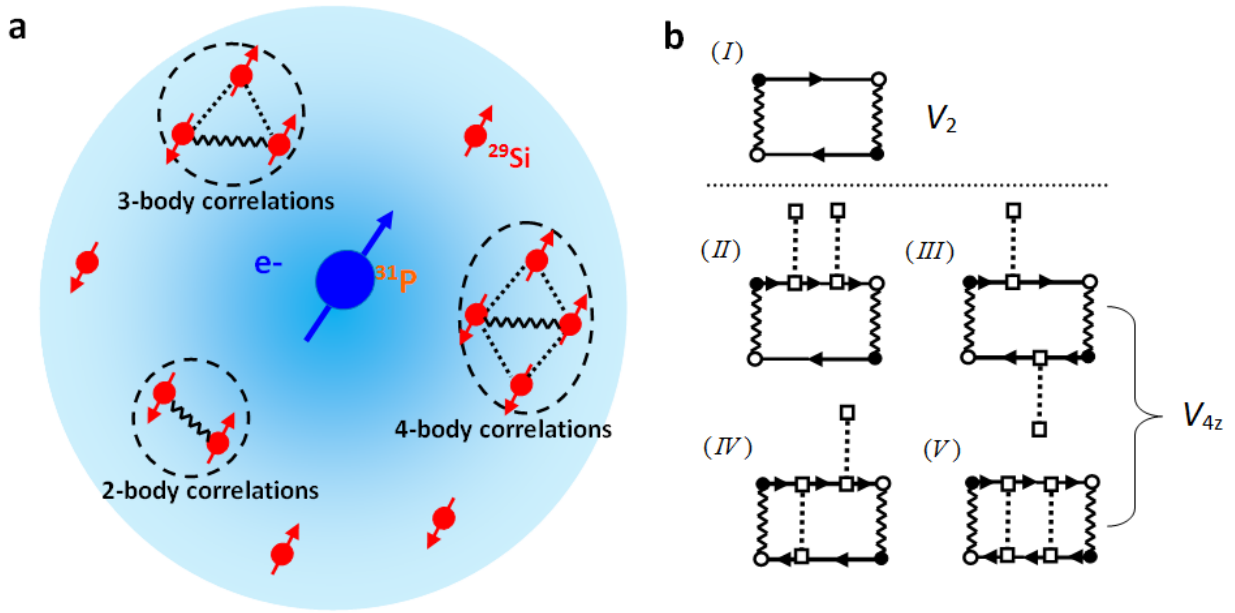 a
3-body correlations
²⁹Si
e-
³¹P
4-body correlations
2-body correlations
b
(I)
V₂
(II)
(III)
V₄z
(IV)
(V)